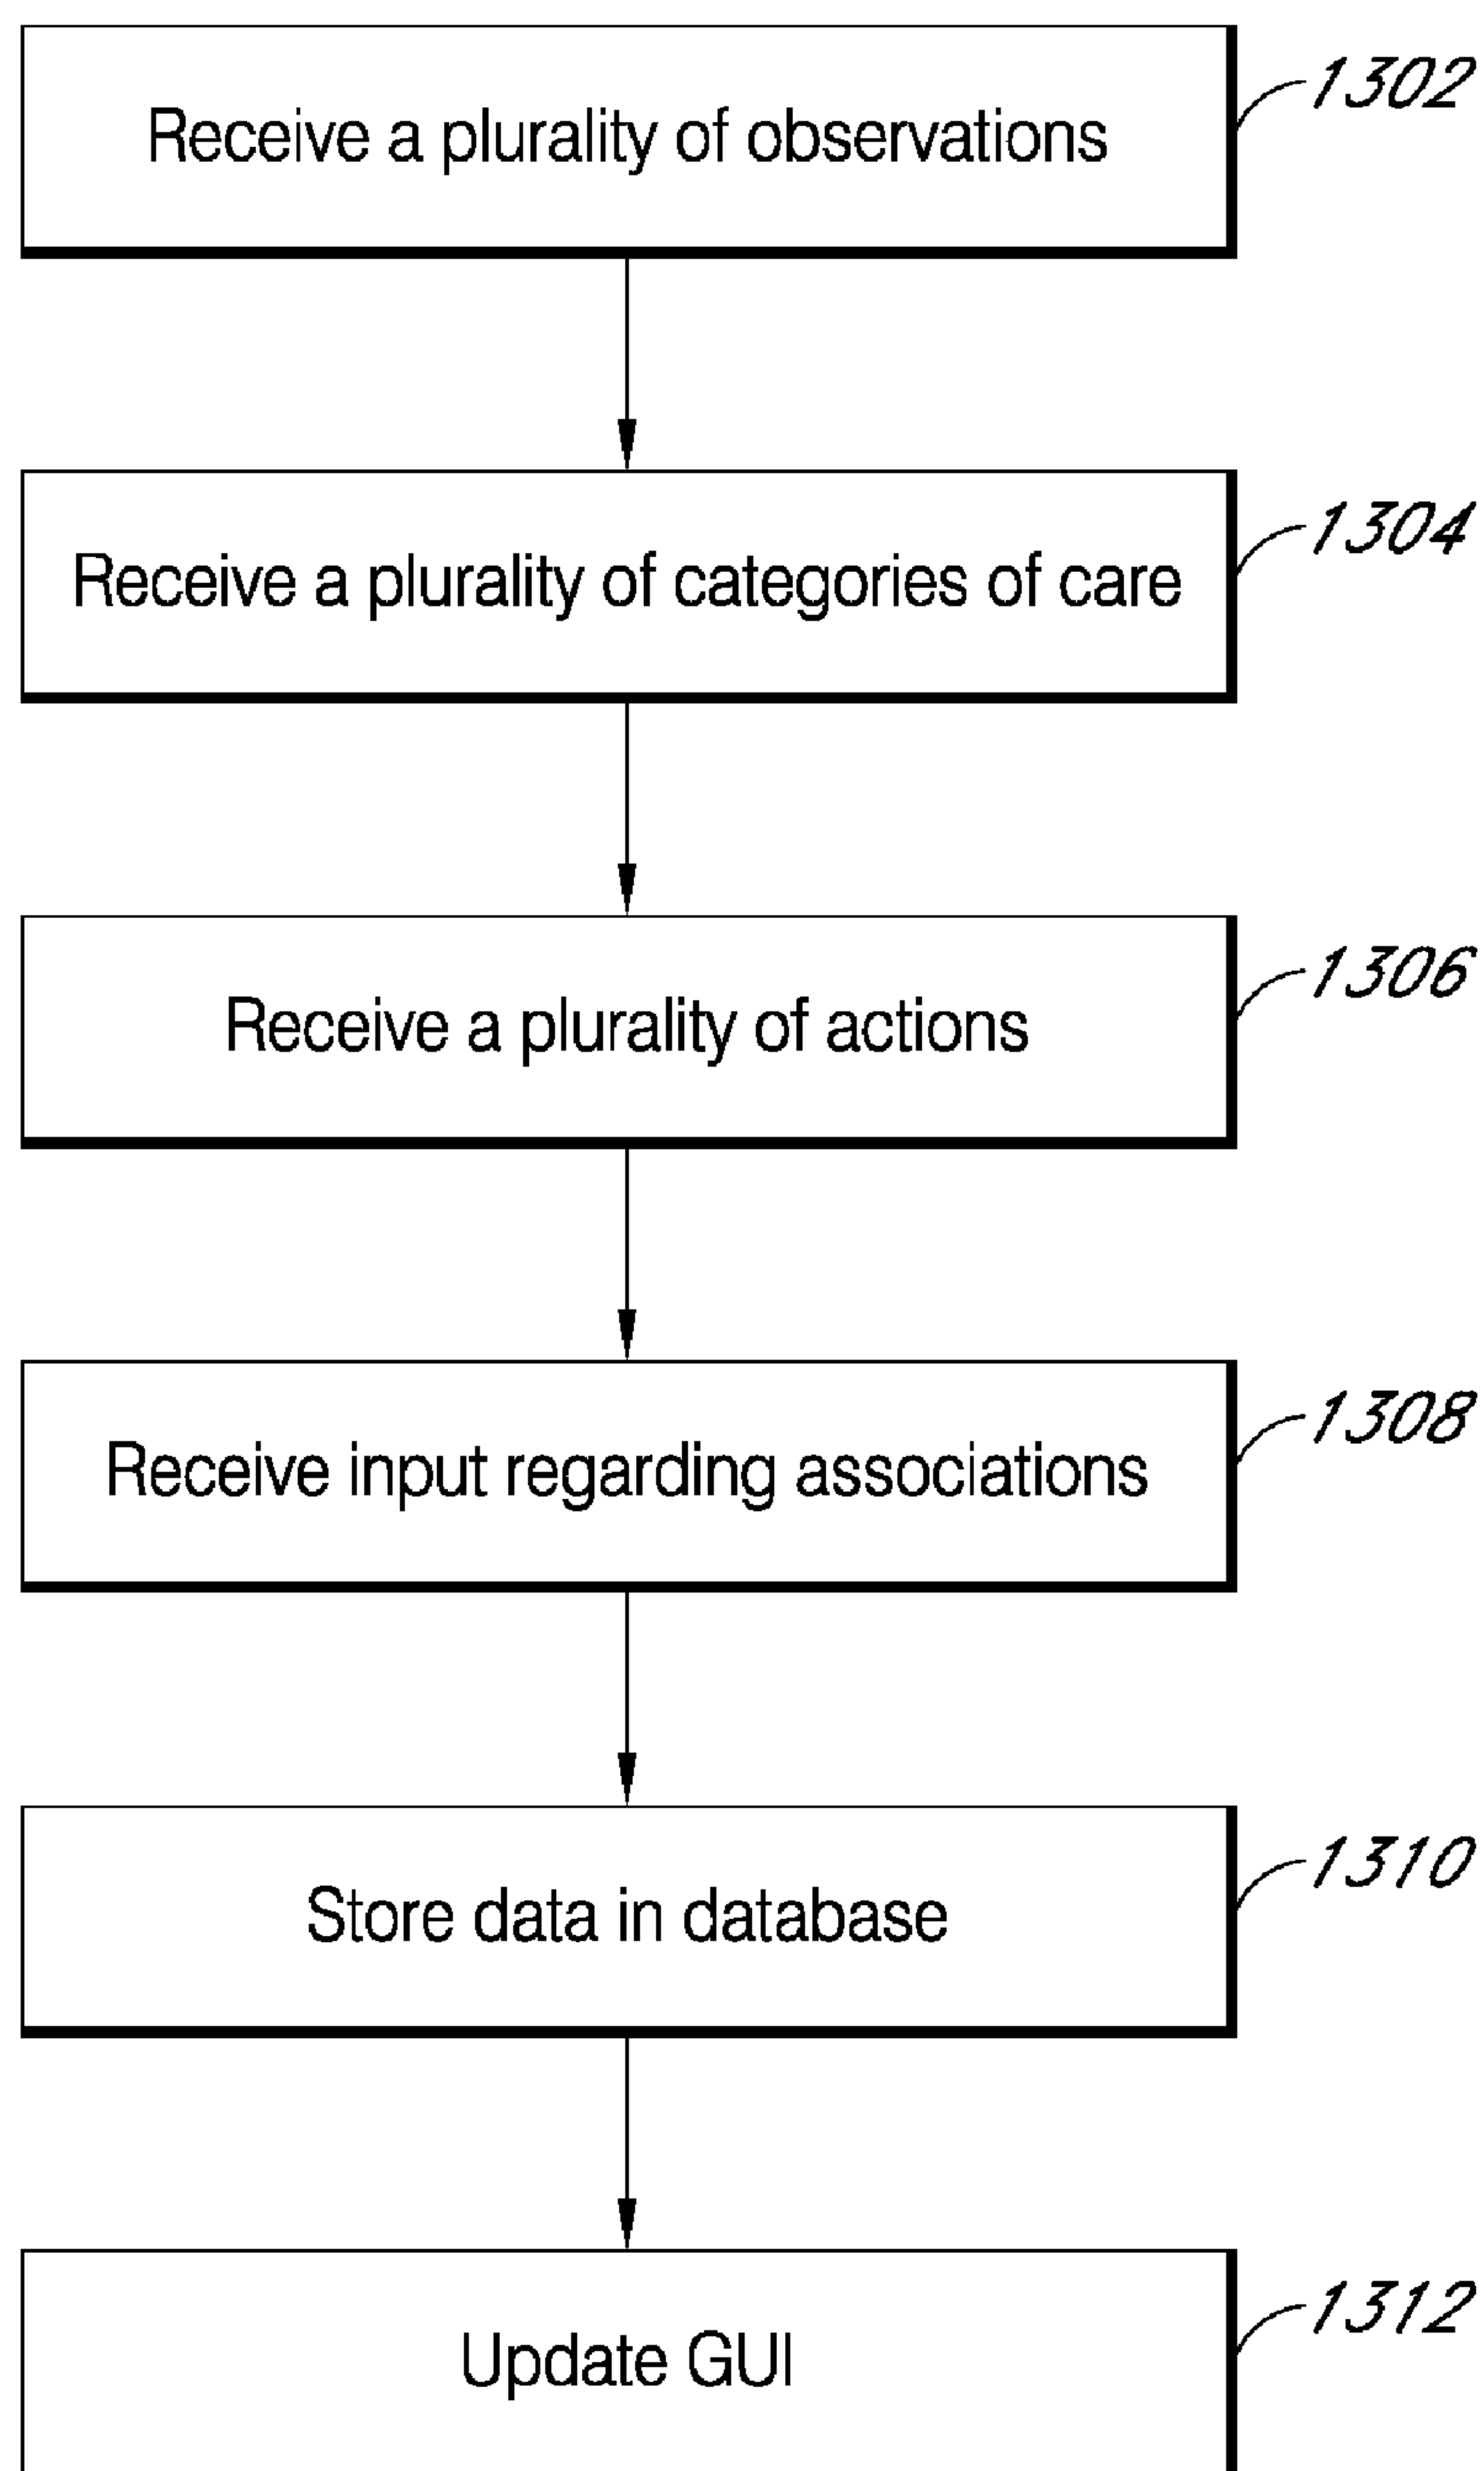 Receive a plurality of observations
1302
Receive a plurality of categories of care
1304
Receive a plurality of actions
1306
Receive input regarding associations
1308
Store data in database
1310
Update GUI
1312